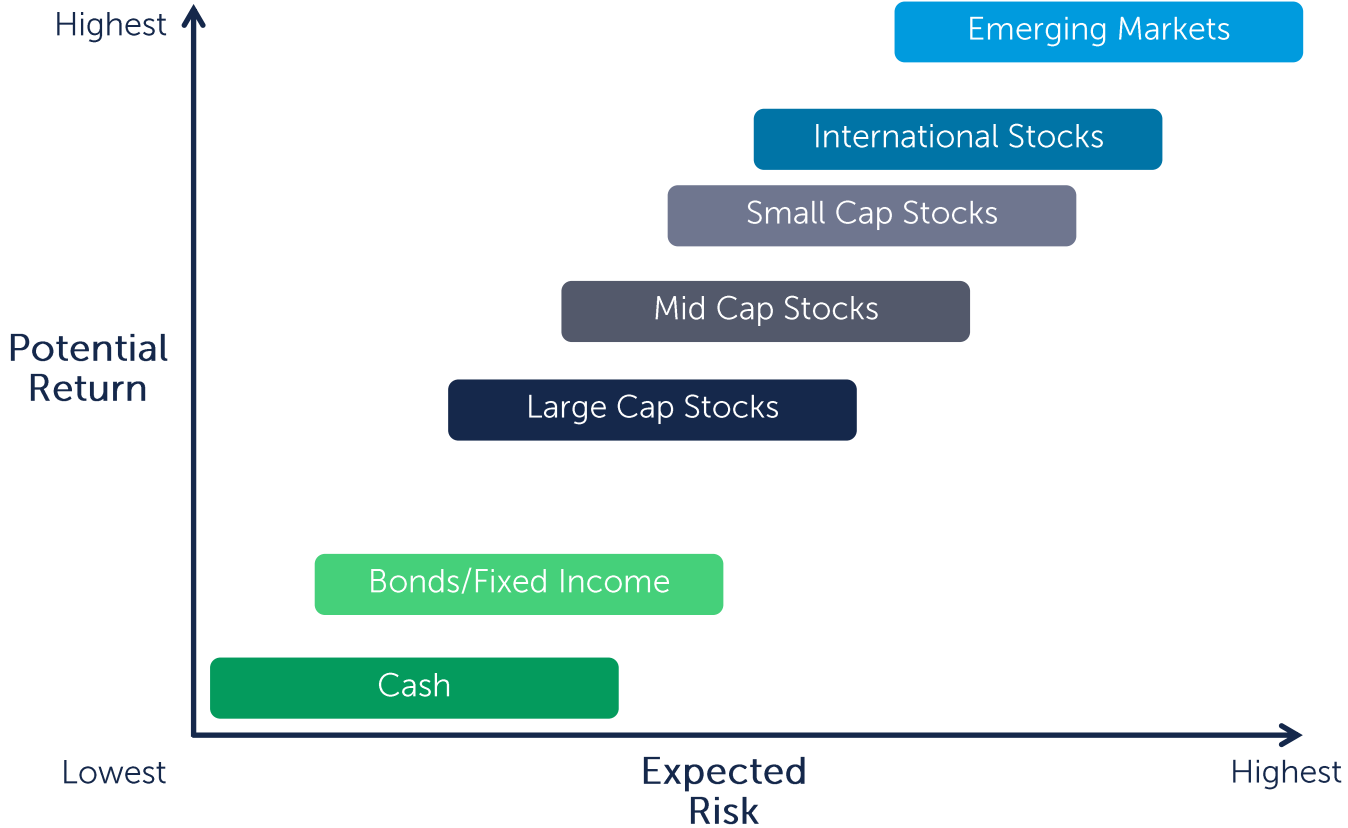 Highest
Emerging Markets
International Stocks
Small Cap Stocks
Mid Cap Stocks
Potential
Return
Large Cap Stocks
Bonds/Fixed Income
Cash
Lowest
Expected
Risk
Highest